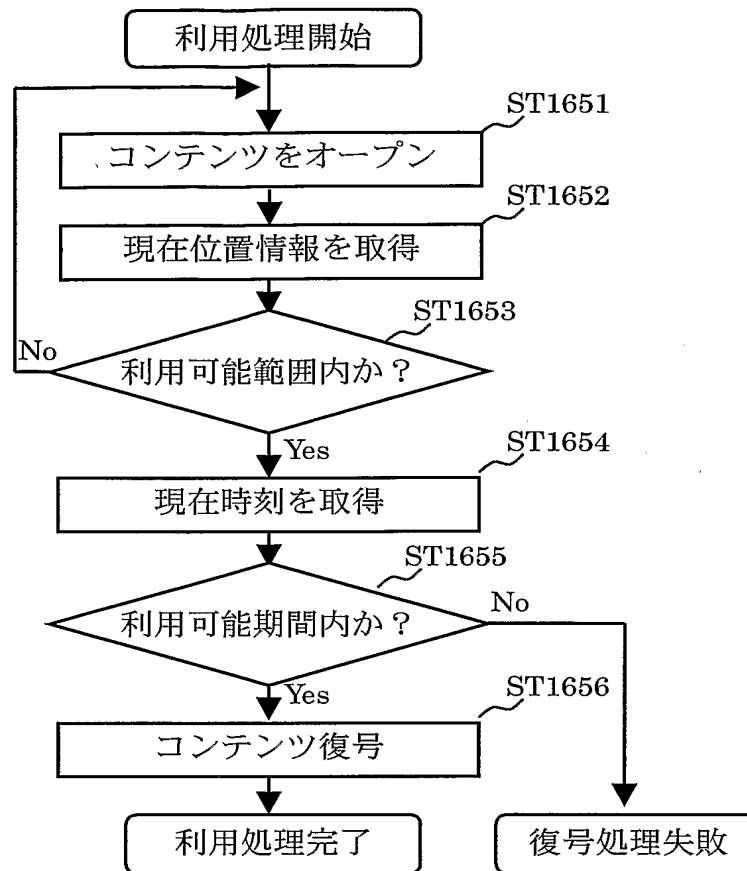 利用処理開始
ST1651
コンテンツをオープン
ST1652
現在位置情報を取得
ST1653
No
利用可能範囲内か？
Yes
ST1654
現在時刻を取得
ST1655
No
利用可能期間内か？
Yes
ST1656
コンテンツ復号
利用処理完了
復号処理失敗